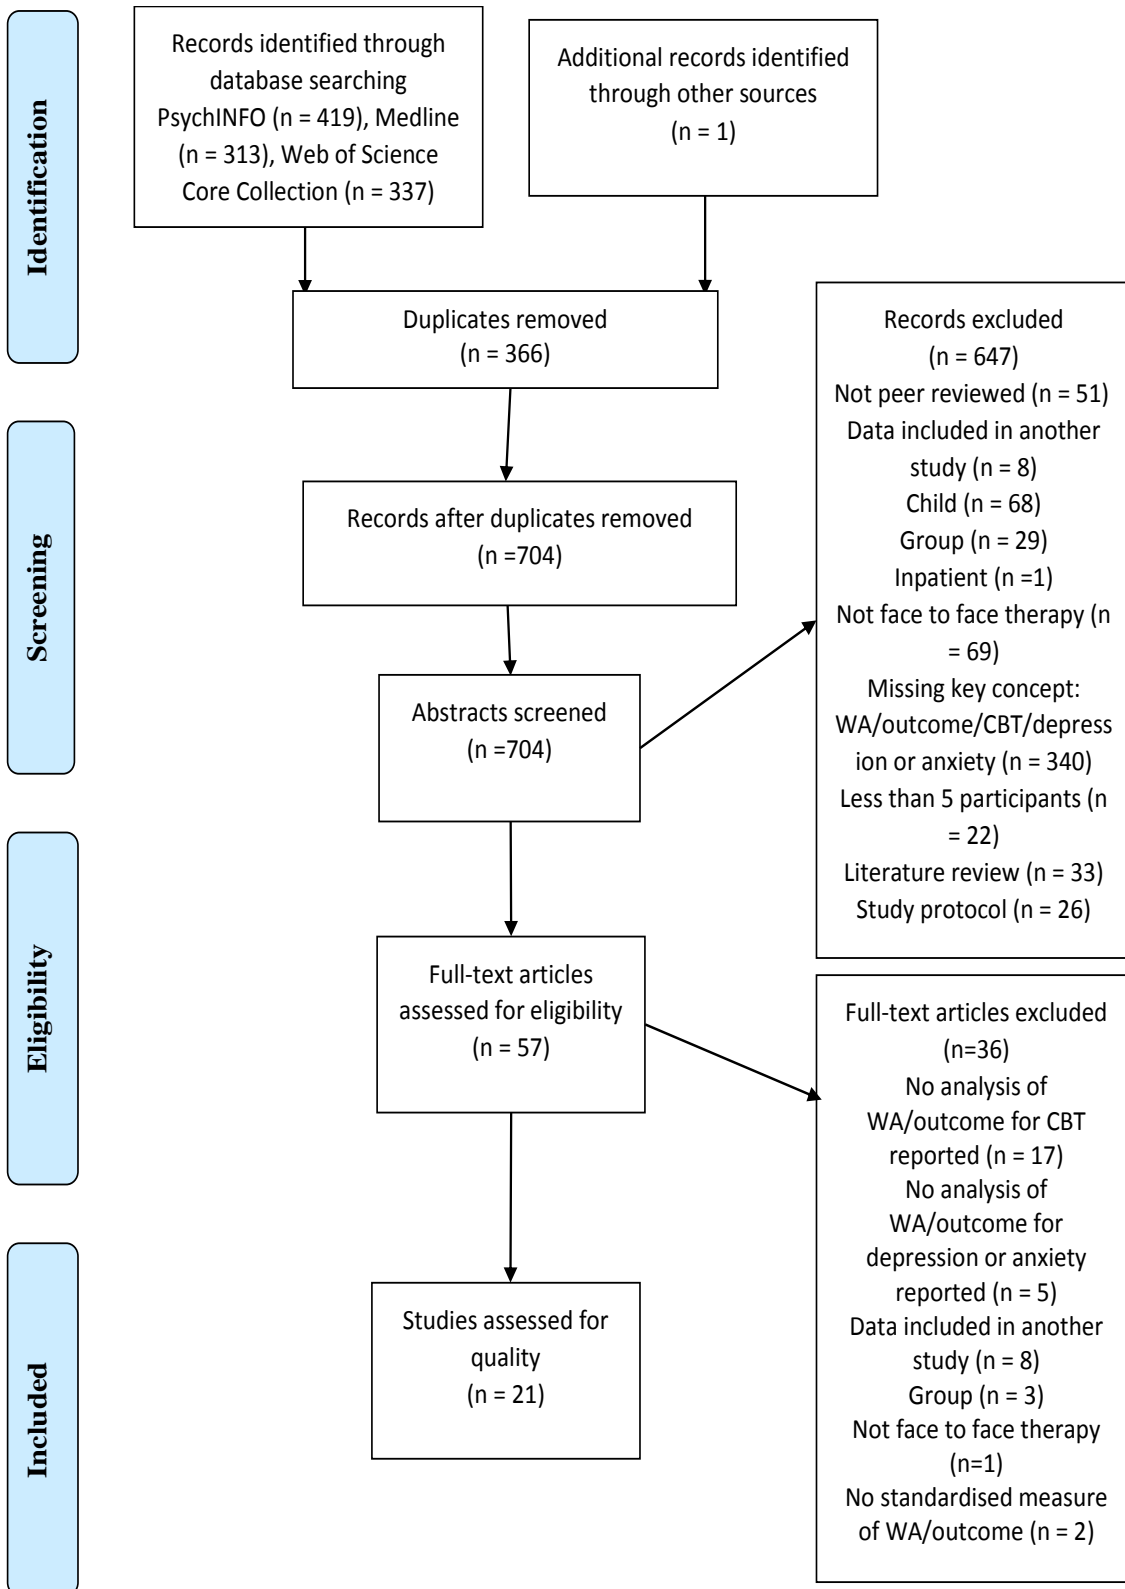 Identification
Records identified through
database searching
PsychINFO (n = 419), Medline
(n = 313), Web of Science
Core Collection (n = 337)
Additional records identified
through other sources
(n = 1)
Duplicates removed
(n = 366)
Screening
Records after duplicates removed
(n =704)
Abstracts screened
(n =704)
Records excluded
(n = 647)
Not peer reviewed (n = 51)
Data included in another
study (n = 8)
Child (n = 68)
Group (n = 29)
Inpatient (n =1)
Not face to face therapy (n
= 69)
Missing key concept:
WA/outcome/CBT/depress
ion or anxiety (n = 340)
Less than 5 participants (n
= 22)
Literature review (n = 33)
Study protocol (n = 26)
Eligibility
Full-text articles
assessed for eligibility
(n = 57)
Full-text articles excluded
(n=36)
No analysis of
WA/outcome for CBT
reported (n = 17)
No analysis of
WA/outcome for
depression or anxiety
reported (n = 5)
Data included in another
study (n = 8)
Group (n = 3)
Not face to face therapy
(n=1)
No standardised measure
of WA/outcome (n = 2)
Included
Studies assessed for
quality
(n = 21)